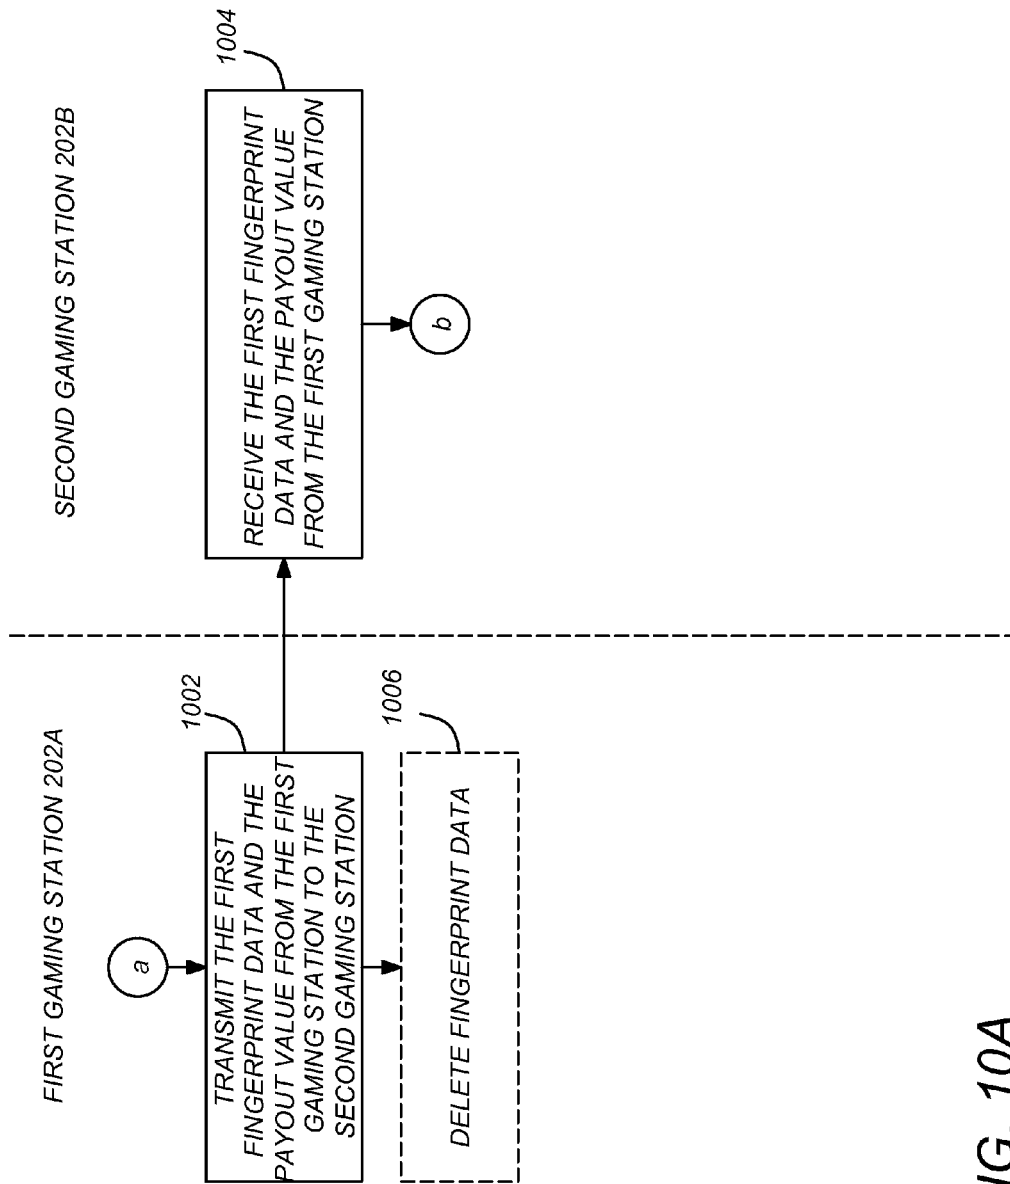 FIRST GAMING STATION 202A
a
1002
TRANSMIT THE FIRST
FINGERPRINT DATA AND THE
PAYOUT VALUE FROM THE FIRST
GAMING STATION TO THE
SECOND GAMING STATION
1006
DELETE FINGERPRINT DATA
SECOND GAMING STATION 202B
1004
RECEIVE THE FIRST FINGERPRINT
DATA AND THE PAYOUT VALUE
FROM THE FIRST GAMING STATION
b
10A